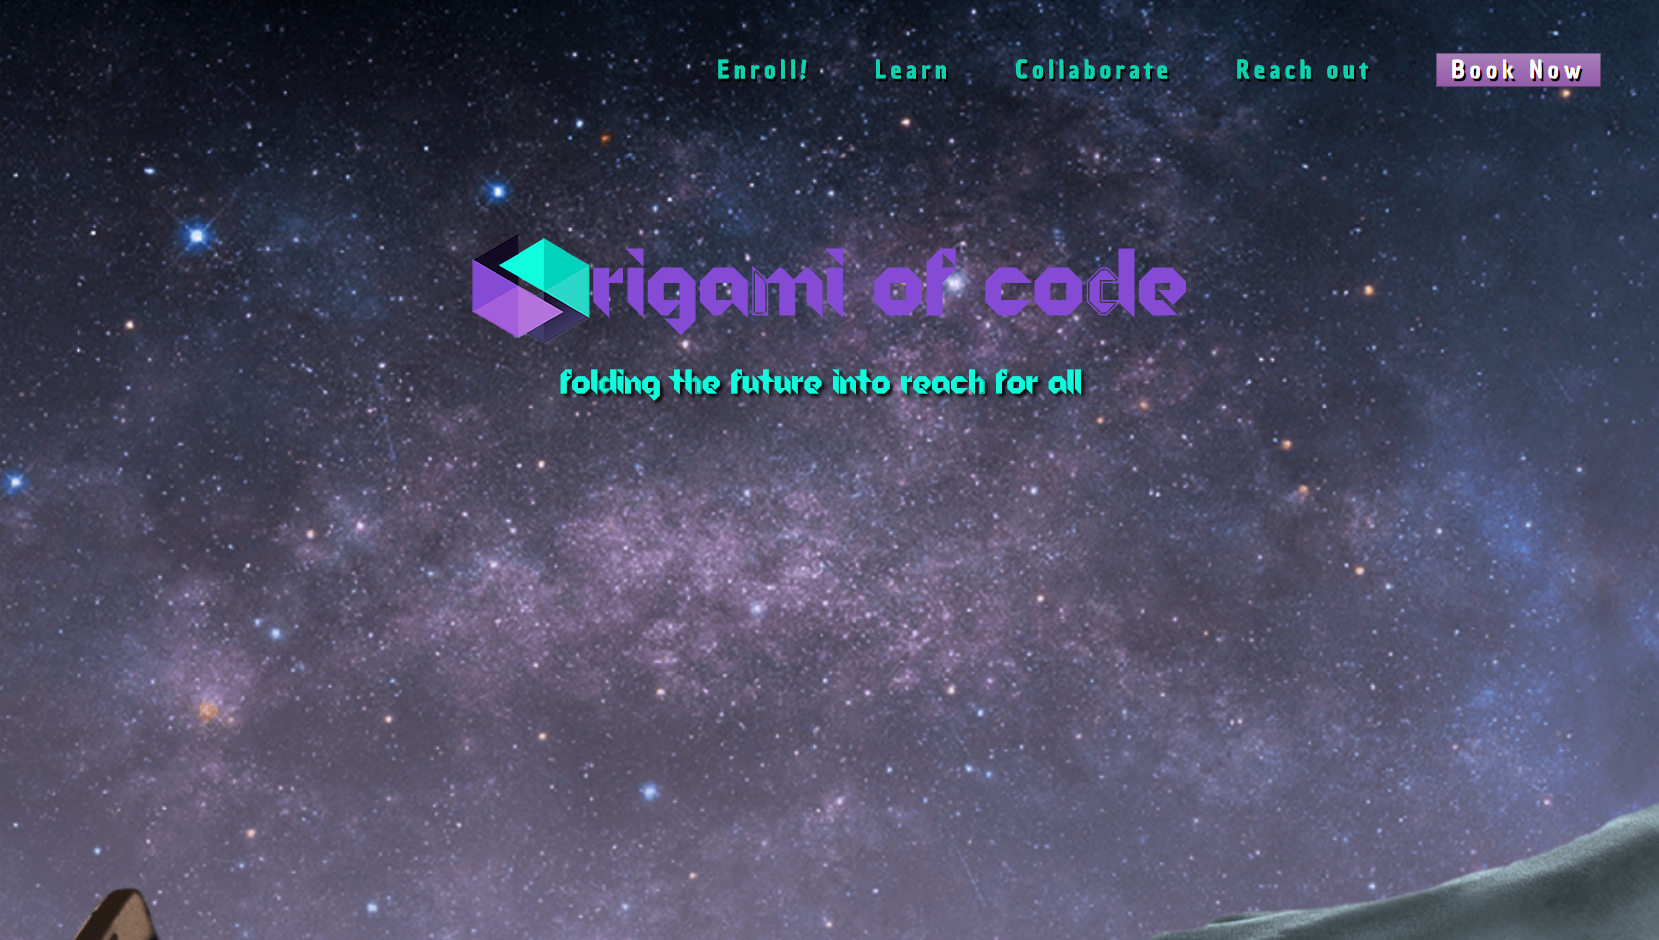 Enroll! Learn Collaborate Reach out Book Now
rigami of code
folding the future into reach for all